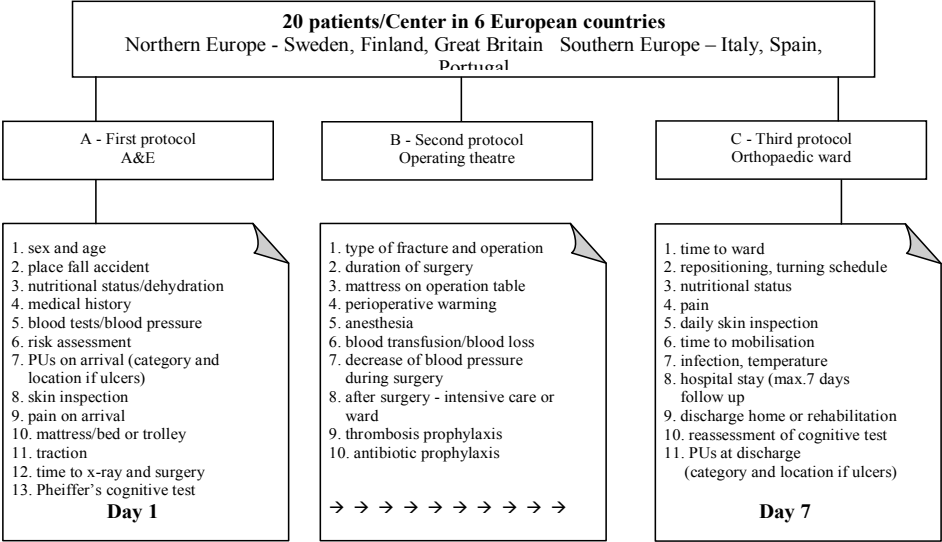 20 patients/Center in 6 European countries
Northern Europe - Sweden, Finland, Great Britain Southern Europe – Italy, Spain,
Portugal
A - First protocol
A&E
B - Second protocol
Operating theatre
C - Third protocol
Orthopaedic ward
1. sex and age
2. place fall accident
3. nutritional status/dehydration
4. medical history
5. blood tests/blood pressure
6. risk assessment
7. PUs on arrival (category and
location if ulcers)
8. skin inspection
9. pain on arrival
10. mattress/bed or trolley
11. traction
12. time to x-ray and surgery
13. Pheiffer's cognitive test
Day 1
1. type of fracture and operation
2. duration of surgery
3. mattress on operation table
4. perioperative warming
5. anesthesia
6. blood transfusion/blood loss
7. decrease of blood pressure
during surgery
8. after surgery - intensive care or
ward
9. thrombosis prophylaxis
10. antibiotic prophylaxis
→ → → → → → → → → →
1. time to ward
2. repositioning, turning schedule
3. nutritional status
4. pain
5. daily skin inspection
6. time to mobilisation
7. infection, temperature
8. hospital stay (max.7 days
follow up
9. discharge home or rehabilitation
10. reassessment of cognitive test
11. PUs at discharge
(category and location if ulcers)
Day 7